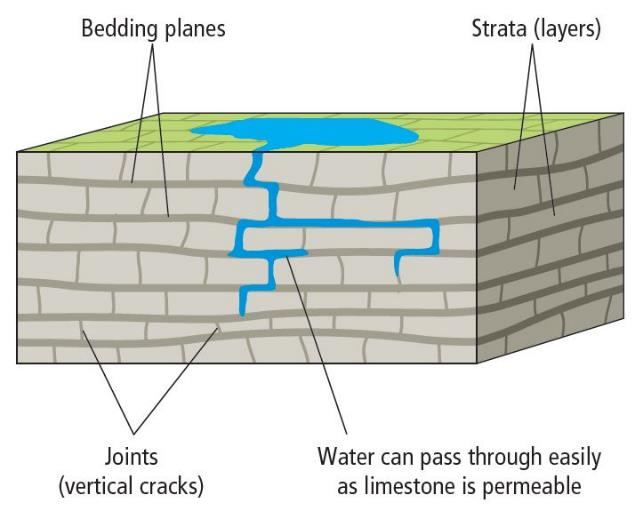 Bedding planes
Strata (layers)
Joints
(vertical cracks)
Water can pass through easily
as limestone is permeable